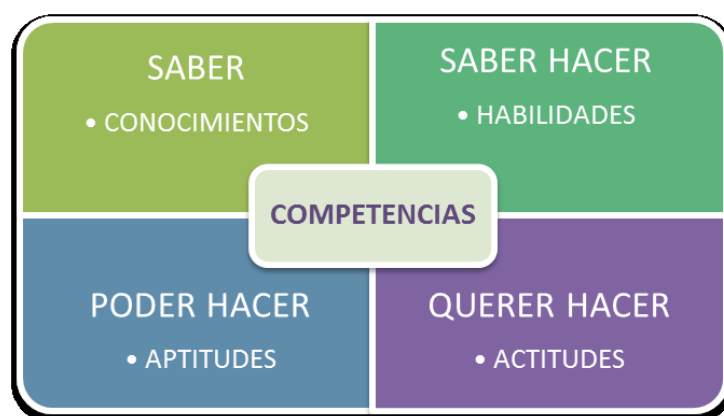 SABER
• CONOCIMIENTOS
SABER HACER
• HABILIDADES
COMPETENCIAS
PODER HACER
• APTITUDES
QUERER HACER
• ACTITUDES